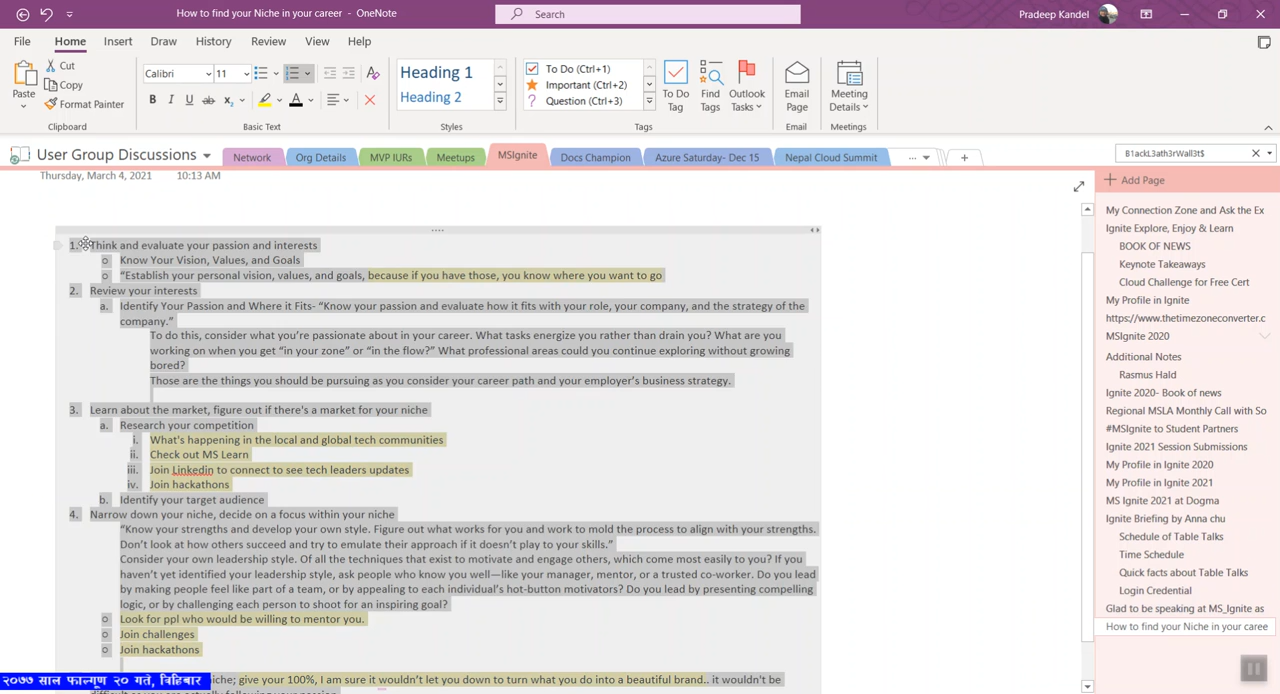 How to find your Niche in your career - OneNote
Search
Pradeep Kandel
File Home Insert Draw History Review View Help
Paste
Cut
Copy
Format Painter
Clipboard
Calibri 11
B I U ab x₂ A
Basic Text
Heading 1
Heading 2
Styles
To Do (Ctrl+1)
Important (Ctrl+2)
Question (Ctrl+3)
To Do Tag
Find Tags
Outlook Tasks
Tags
Email Page
Email
Meeting Details
Meetings
User Group Discussions
Network Org Details MVP IURs Meetups MSIgnite Docs Champion Azure Saturday- Dec 15 Nepal Cloud Summit ...
B1ackL3ath3rWall3t$
Thursday, March 4, 2021 10:13 AM
1. Think and evaluate your passion and interests
o Know Your Vision, Values, and Goals
o "Establish your personal vision, values, and goals, because if you have those, you know where you want to go
2. Review your interests
a. Identify Your Passion and Where it Fits- "Know your passion and evaluate how it fits with your role, your company, and the strategy of the
company."
To do this, consider what you're passionate about in your career. What tasks energize you rather than drain you? What are you
working on when you get "in your zone" or "in the flow?" What professional areas could you continue exploring without growing
bored?
Those are the things you should be pursuing as you consider your career path and your employer's business strategy.
3. Learn about the market, figure out if there's a market for your niche
a. Research your competition
i. What's happening in the local and global tech communities
ii. Check out MS Learn
iii. Join Linkedin to connect to see tech leaders updates
iv. Join hackathons
b. Identify your target audience
4. Narrow down your niche, decide on a focus within your niche
"Know your strengths and develop your own style. Figure out what works for you and work to mold the process to align with your strengths.
Don't look at how others succeed and try to emulate their approach if it doesn't play to your skills."
Consider your own leadership style. Of all the techniques that exist to motivate and engage others, which come most easily to you? If you
haven't yet identified your leadership style, ask people who know you well—like your manager, mentor, or a trusted co-worker. Do you lead
by making people feel like part of a team, or by appealing to each individual's hot-button motivators? Do you lead by presenting compelling
logic, or by challenging each person to shoot for an inspiring goal?
o Look for ppl who would be willing to mentor you.
o Join challenges
o Join hackathons
niche; give your 100%, I am sure it wouldn't let you down to turn what you do into a beautiful brand.. it wouldn't be
२०७७ साल फाल्गूण २० गते, विहिबार
Add Page
My Connection Zone and Ask the Ex
Ignite Explore, Enjoy & Learn
BOOK OF NEWS
Keynote Takeaways
Cloud Challenge for Free Cert
My Profile in Ignite
https://www.thetimezoneconverter.c
MSIgnite 2020
Additional Notes
Rasmus Hald
Ignite 2020- Book of news
Regional MSLA Monthly Call with So
#MSIgnite to Student Partners
Ignite 2021 Session Submissions
My Profile in Ignite 2020
My Profile in Ignite 2021
MS Ignite 2021 at Dogma
Ignite Briefing by Anna chu
Schedule of Table Talks
Time Schedule
Quick facts about Table Talks
Login Credential
Glad to be speaking at MS_Ignite as
How to find your Niche in your caree